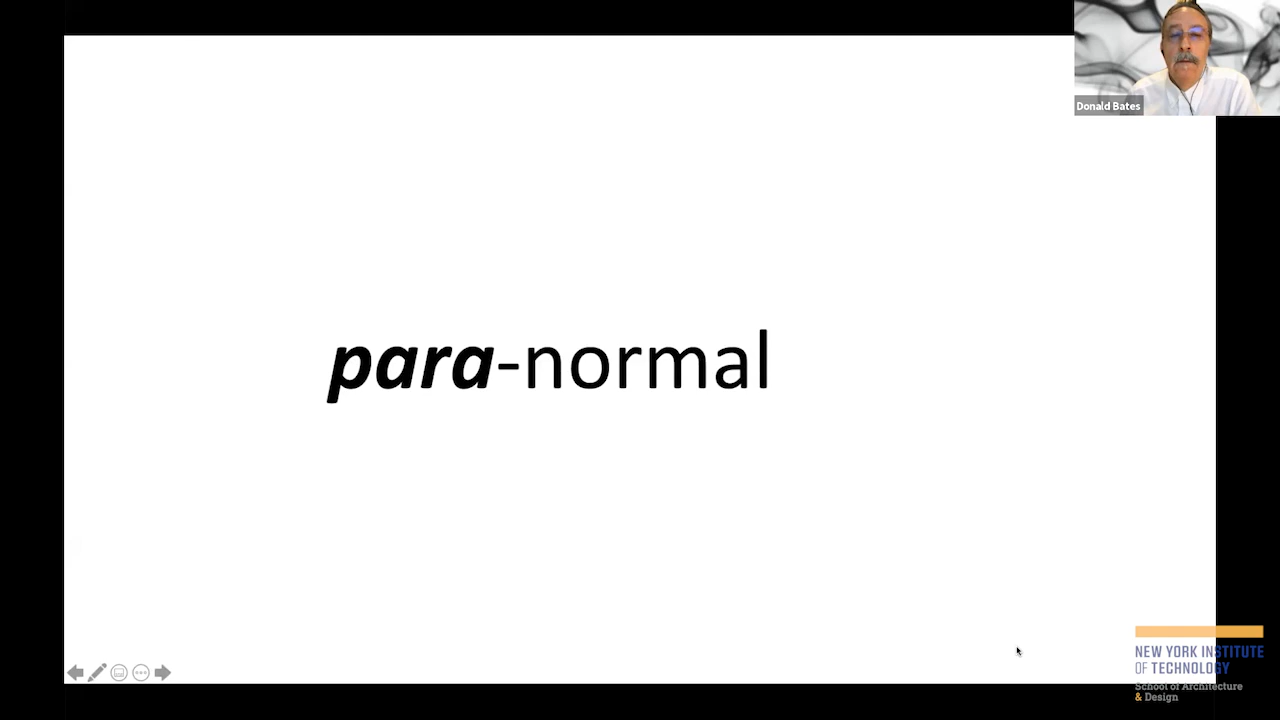 Donald Bates
para-normal
NEW YORK INSTITUTE
OF TECHNOLOGY
School of Architecture
& Design